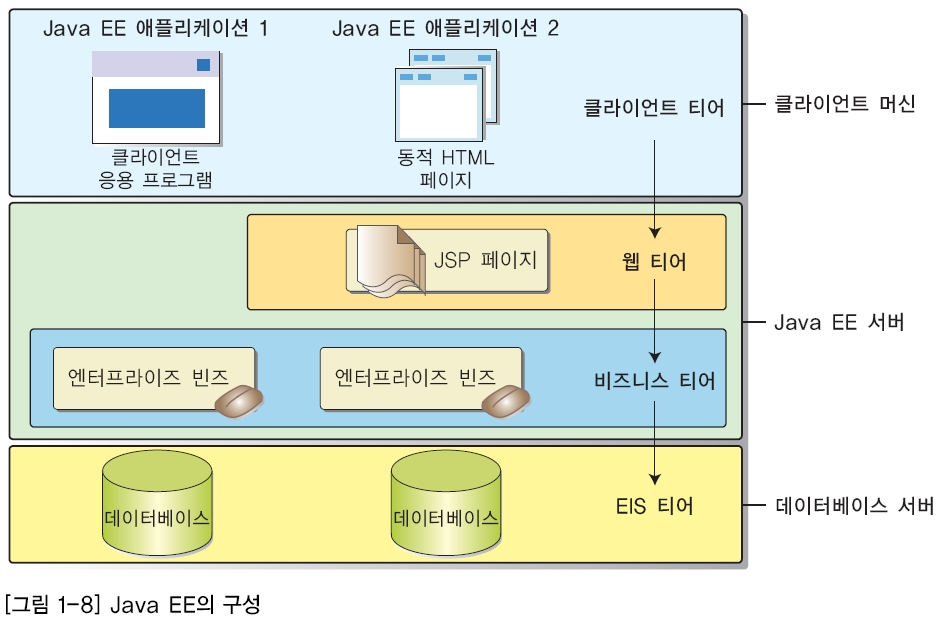 Java EE 애플리케이션 1
Java EE 애플리케이션 2
클라이언트
응용 프로그램
동적 HTML
페이지
클라이언트 티어
클라이언트 머신
JSP 페이지
웹 티어
Java EE 서버
엔터프라이즈 빈즈
엔터프라이즈 빈즈
비즈니스 티어
데이터베이스
데이터베이스
EIS 티어
데이터베이스 서버
[그림 1-8] Java EE의 구성